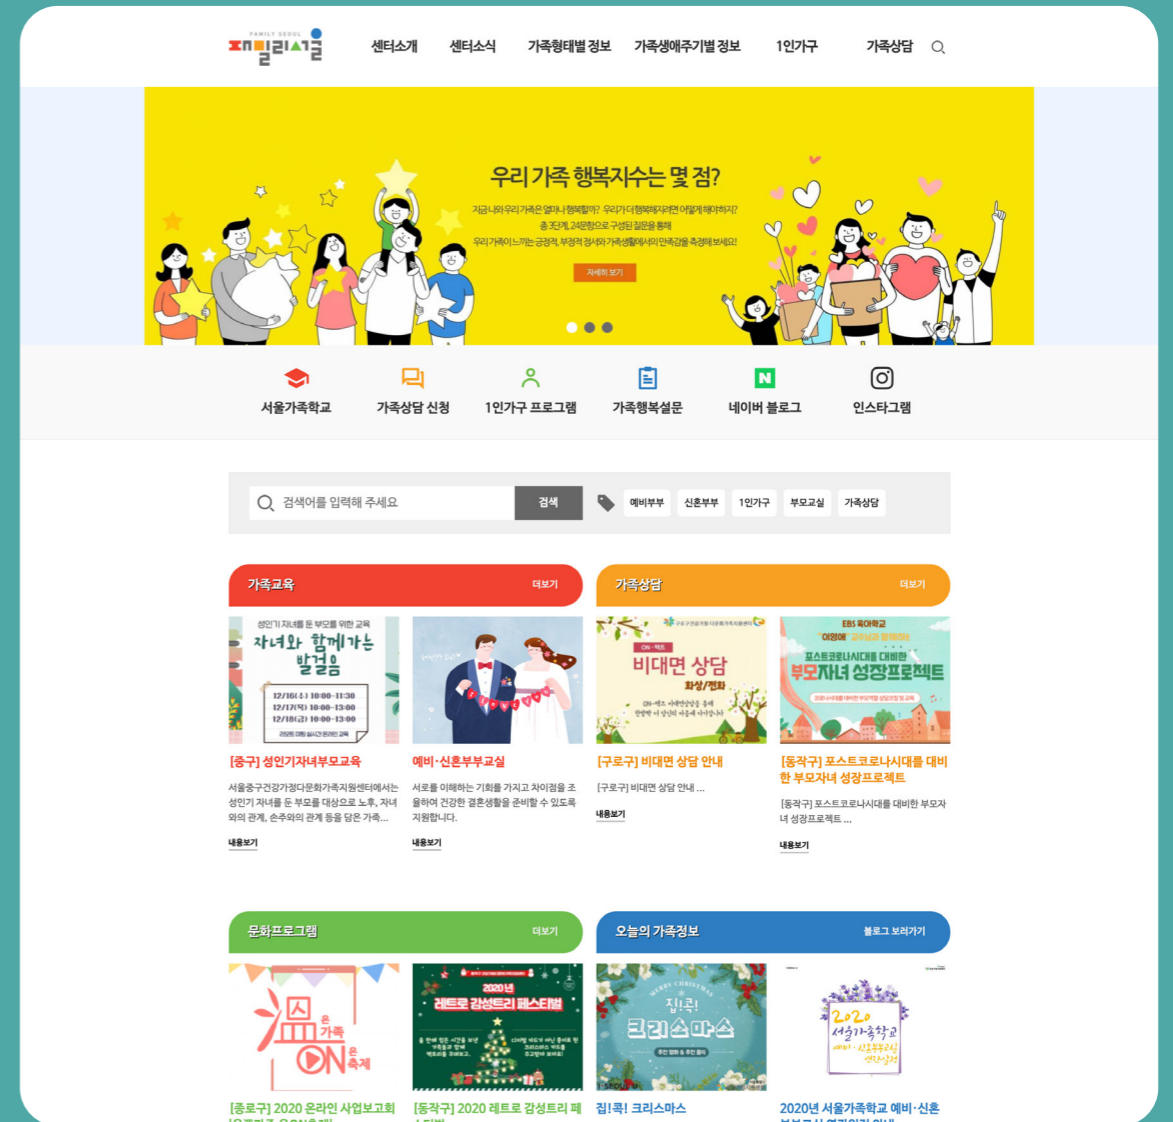 FAMILY SEOUL
패밀리서울
센터소개
센터소식
가족형태별 정보
가족생애주기별 정보
1인가구
가족상담
우리 가족 행복지수는 몇 점?
지금 나와 우리 가족은 얼마나 행복할까? 우리가 더 행복해지려면 어떻게 해야하지?
총 3단계, 24문항으로 구성된 질문을 통해
우리 가족이 느끼는 긍정적, 부정적 정서와 가족생활에서의 만족감을 측정해 보세요!
자세히 보기
서울가족학교
가족상담 신청
1인가구 프로그램
가족행복설문
네이버 블로그
인스타그램
검색어를 입력해 주세요
검색
예비부부
신혼부부
1인가구
부모교실
가족상담
가족교육
더보기
가족상담
더보기
성인기 자녀를 둔 부모를 위한 교육
자녀와 함께가는
발걸음
12/16(수) 10:00-11:30
12/17(목) 10:00-13:00
12/18(금) 10:00-13:00
ON-택트
비대면 상담
화상/전화
EBS 육아학교
포스트코로나시대를 대비한
부모자녀 성장프로젝트
[중구] 성인기자녀부모교육
서울중구건강가정다문화가족지원센터에서는
성인기 자녀를 둔 부모를 대상으로 노후, 자녀
와의 관계, 손주와의 관계 등을 담은 가족...
내용보기
예비·신혼부부교실
서로를 이해하는 기회를 가지고 차이점을 조
율하여 건강한 결혼생활을 준비할 수 있도록
지원합니다.
내용보기
[구로구] 비대면 상담 안내
[구로구] 비대면 상담 안내 ...
내용보기
[동작구] 포스트코로나시대를 대비
한 부모자녀 성장프로젝트
[동작구] 포스트코로나시대를 대비한 부모자
녀 성장프로젝트 ...
내용보기
문화프로그램
더보기
오늘의 가족정보
블로그 보러가기
溫
온
가족
ON
온
축제
2020년
레트로 감성트리 페스티벌
MERRY CHRISTMAS
집!콕!
크리스마스
추천 영화 & 추천 음식
2020
서울가족학교
예비·신혼부부교실
연간일정
[종로구] 2020 온라인 사업보고회
[동작구] 2020 레트로 감성트리 페
집!콕! 크리스마스
2020년 서울가족학교 예비·신혼